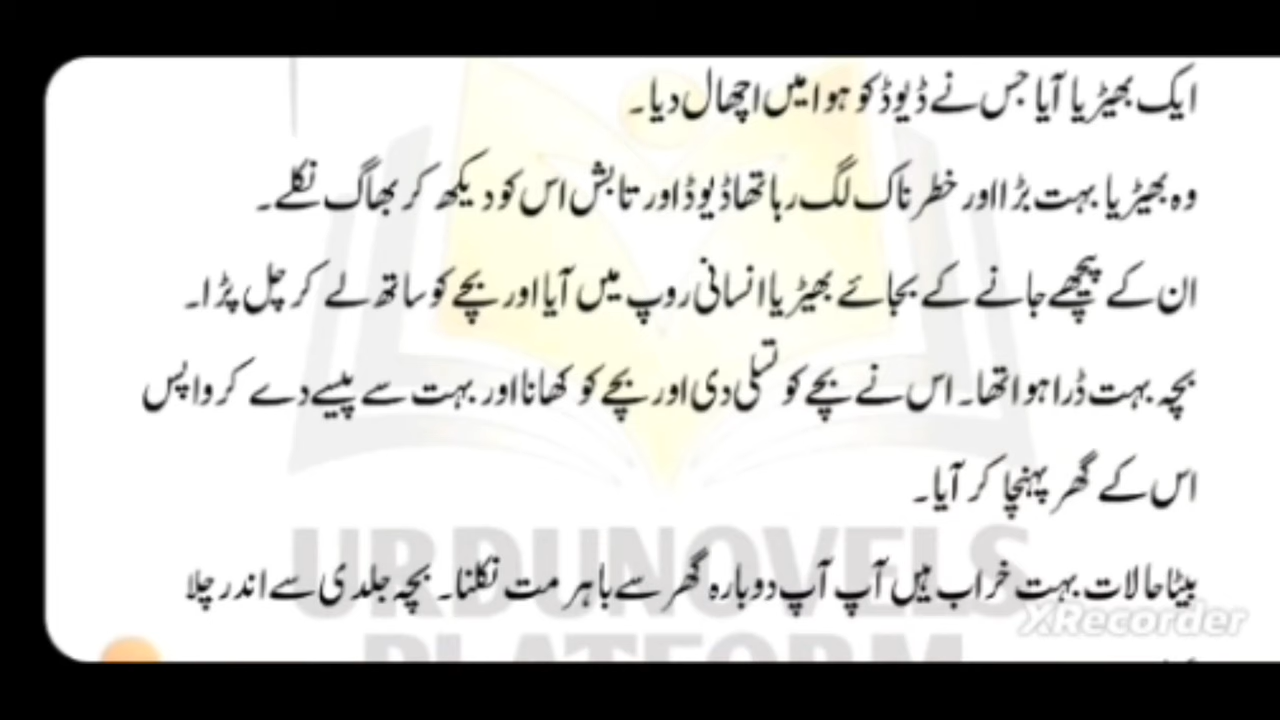 ایک بھیڑیا آیا جس نے ڈیوڈ کو ہوا میں اچھال دیا۔
وہ بھیڑیا بہت بڑا اور خطرناک لگ رہا تھا ڈیوڈ اور تابش اس کو دیکھ کر بھاگ نکلے۔
ان کے پیچھے جانے کے بجائے بھیڑیا انسانی روپ میں آیا اور بچے کو ساتھ لے کر چل پڑا۔
بچہ بہت ڈرا ہوا تھا۔ اس نے بچے کو تسلی دی اور بچے کو کھانا اور بہت سے پیسے دے کر واپس
اس کے گھر پہنچا کر آیا۔
بیٹا حالات بہت خراب ہیں آپ آپ دوبارہ گھر سے باہر مت نکلنا۔ بچہ جلدی سے اندر چلا
URDUNOVELS
PLATFORM
XRecorder